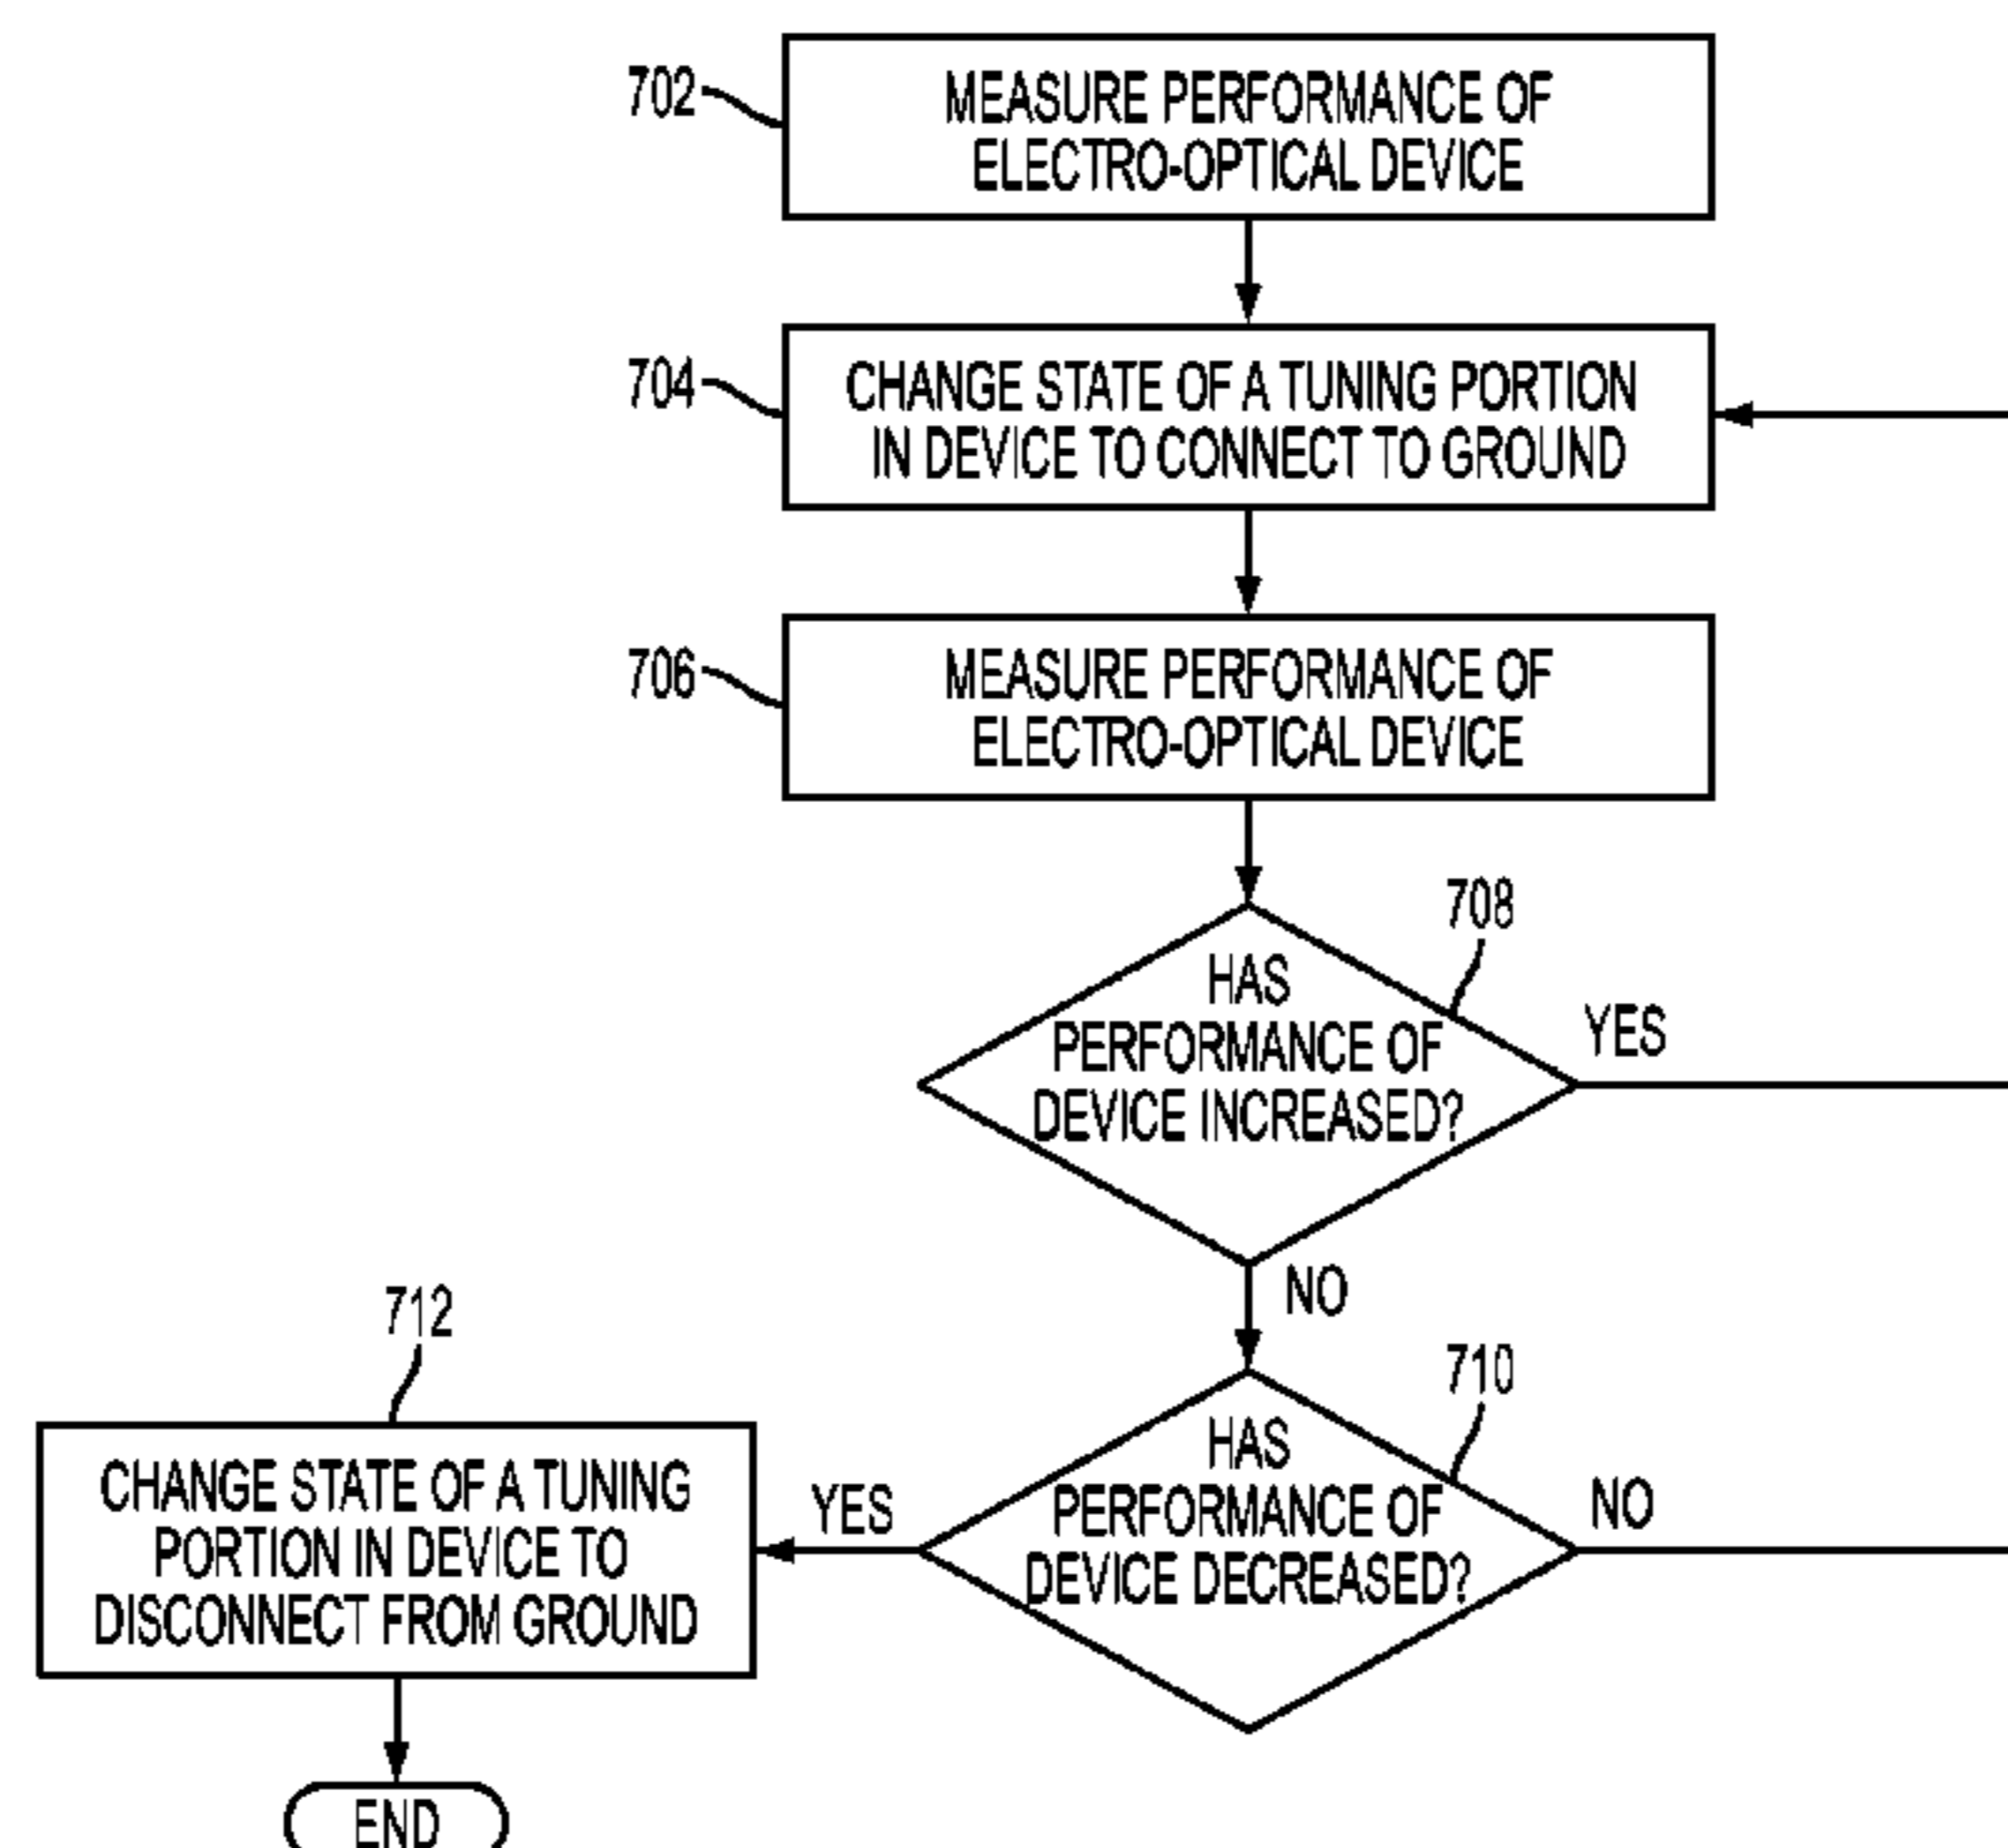 702
MEASURE PERFORMANCE OF
ELECTRO-OPTICAL DEVICE
704
CHANGE STATE OF A TUNING PORTION
IN DEVICE TO CONNECT TO GROUND
706
MEASURE PERFORMANCE OF
ELECTRO-OPTICAL DEVICE
708
HAS
PERFORMANCE OF
DEVICE INCREASED?
YES
NO
710
HAS
PERFORMANCE OF
DEVICE DECREASED?
NO
YES
712
CHANGE STATE OF A TUNING
PORTION IN DEVICE TO
DISCONNECT FROM GROUND
END